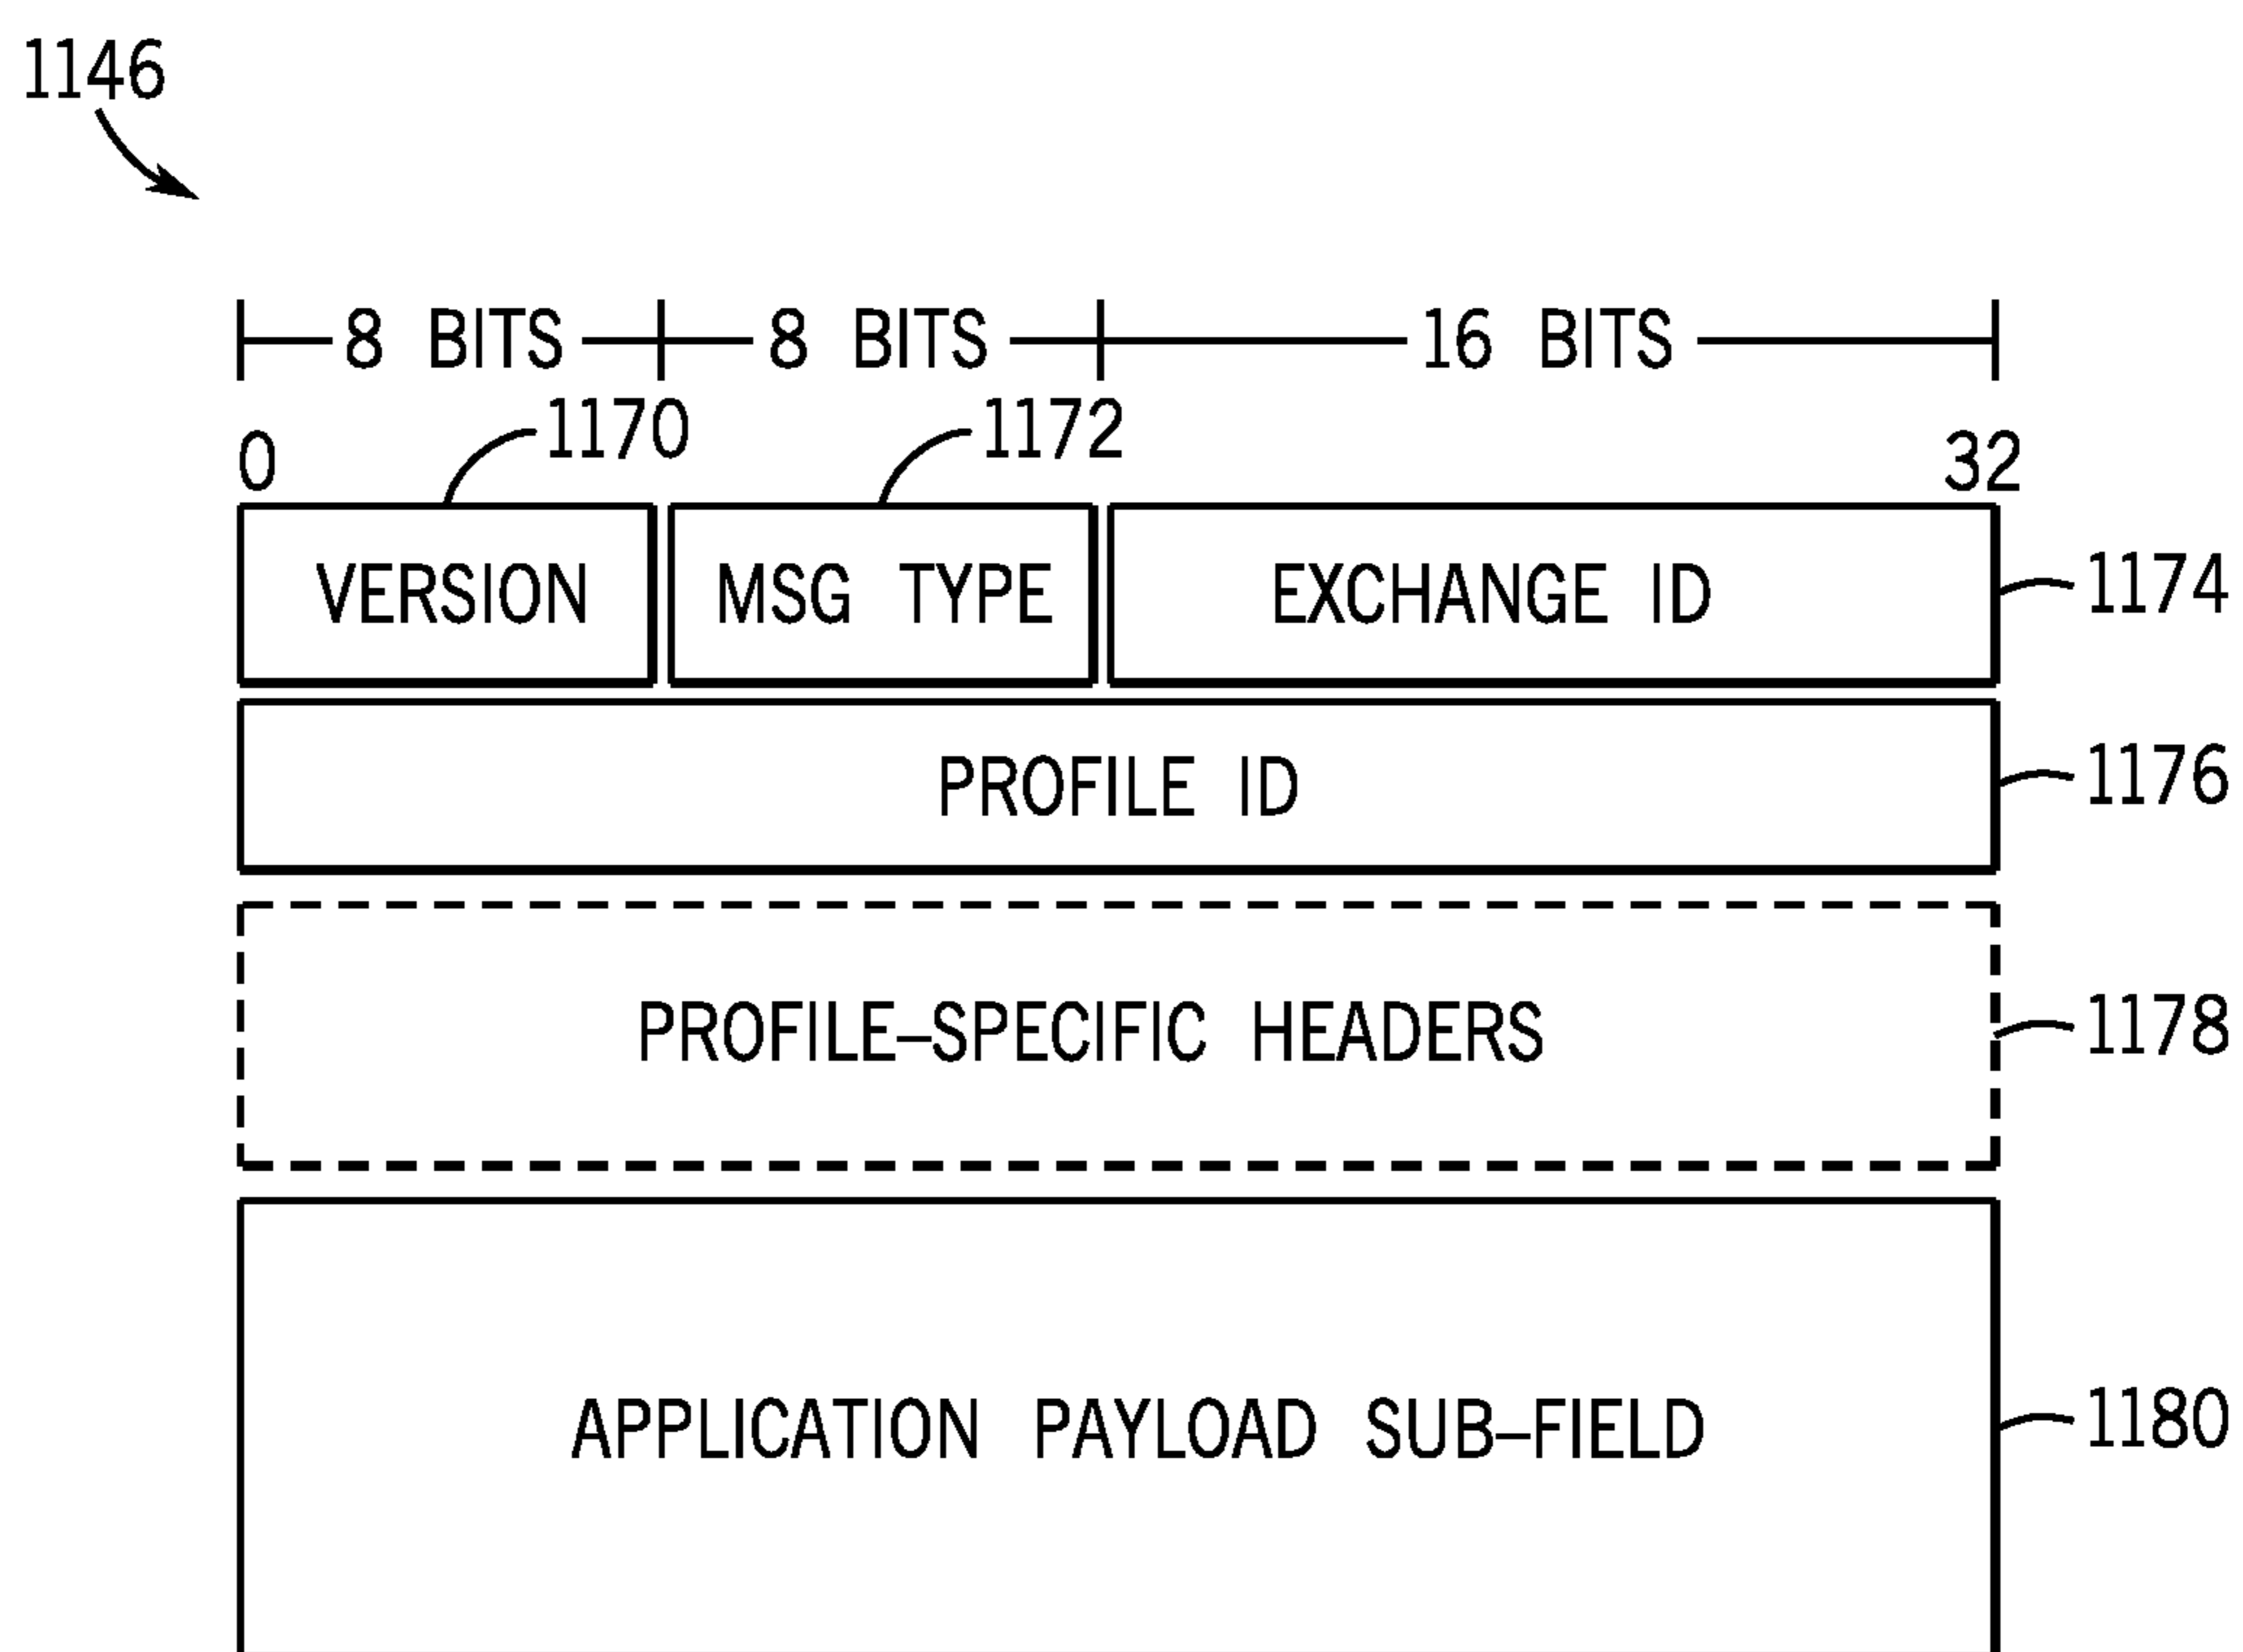 1146
8 BITS 8 BITS 16 BITS
1170 1172
0 32
VERSION MSG TYPE EXCHANGE ID 1174
PROFILE ID 1176
PROFILE-SPECIFIC HEADERS 1178
APPLICATION PAYLOAD SUB-FIELD 1180